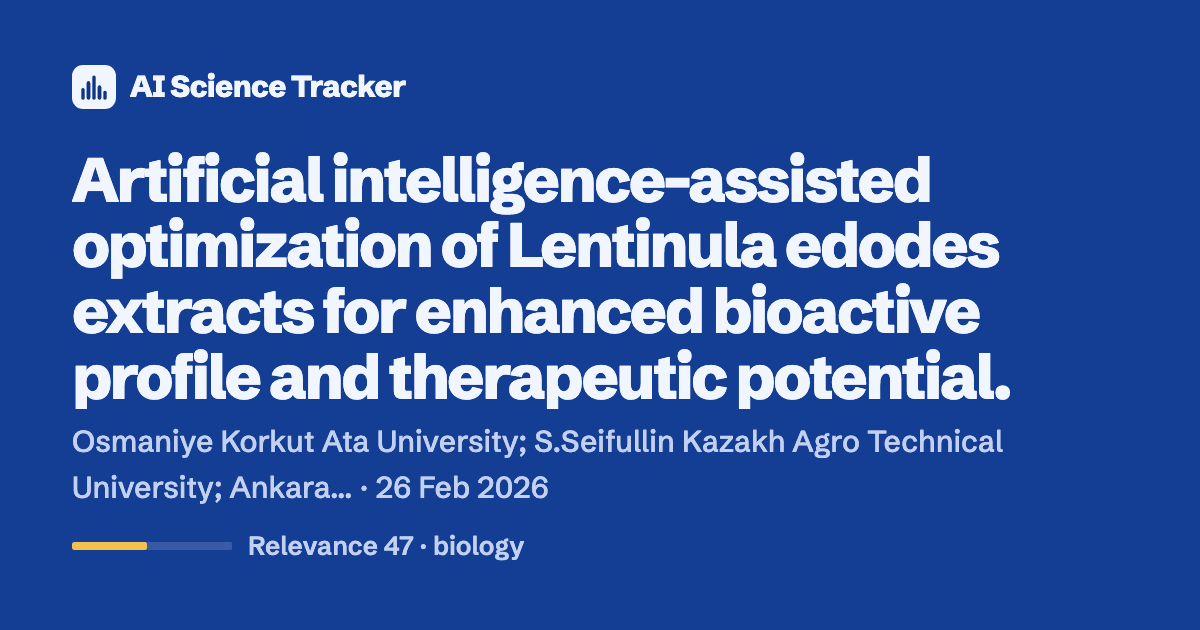 AI Science Tracker
Artificial intelligence-assisted
optimization of Lentinula edodes
extracts for enhanced bioactive
profile and therapeutic potential.
Osmaniye Korkut Ata University; S.Seifullin Kazakh Agro Technical
University; Ankara... · 26 Feb 2026
Relevance 47 · biology